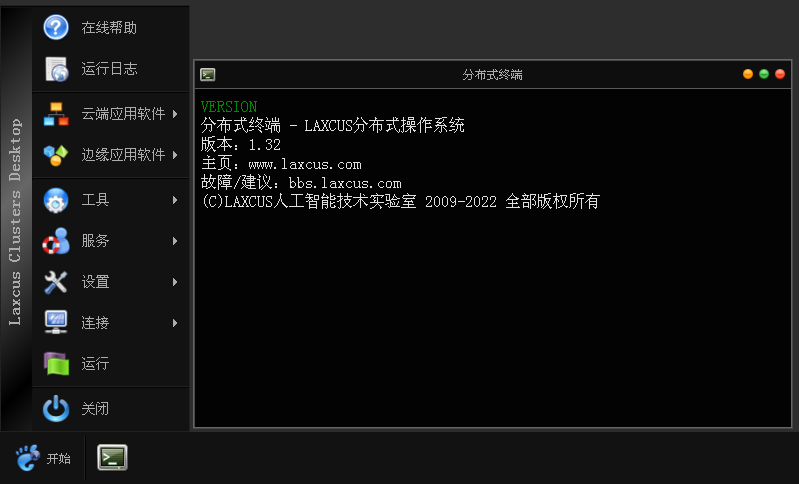 Laxcus Clusters Desktop
在线帮助
运行日志
云端应用软件
边缘应用软件
工具
服务
设置
连接
运行
关闭
分布式终端
VERSION
分布式终端 - LAXCUS分布式操作系统
版本: 1.32
主页: www.laxcus.com
故障/建议: bbs.laxcus.com
(C)LAXCUS人工智能技术实验室 2009-2022 全部版权所有
开始